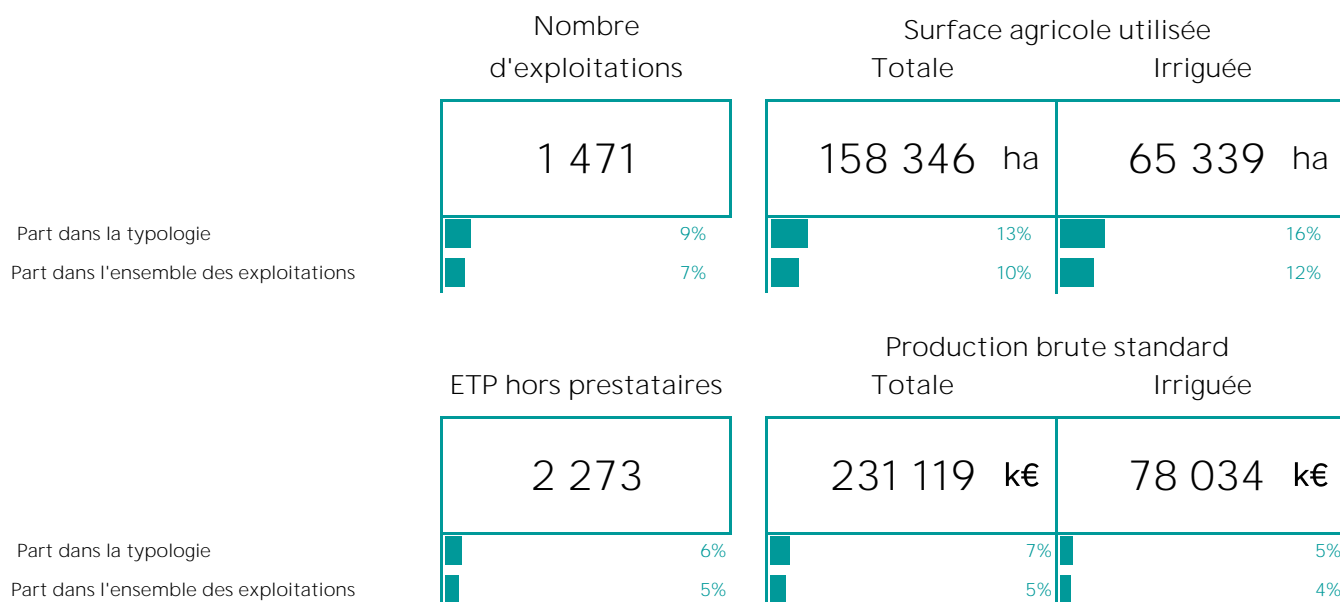 Nombre
d'exploitations
Surface agricole utilisée
Totale Irriguée
1 471 158 346 ha 65 339 ha
Part dans la typologie 9% 13% 16%
Part dans l'ensemble des exploitations 7% 10% 12%
Production brute standard
ETP hors prestataires Totale Irriguée
2 273 231 119 k€ 78 034 k€
Part dans la typologie 6% 7% 5%
Part dans l'ensemble des exploitations 5% 5% 4%